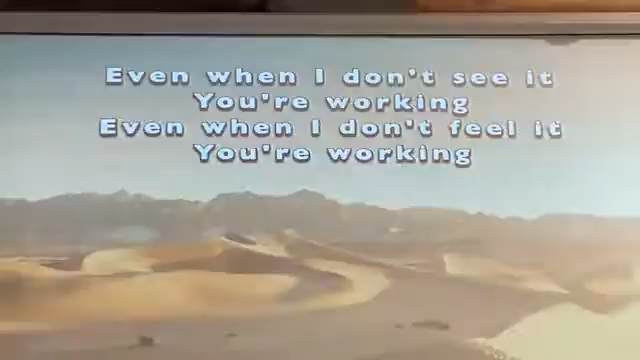 Even when I don't see it
You're working
Even when I don't feel it
You're working